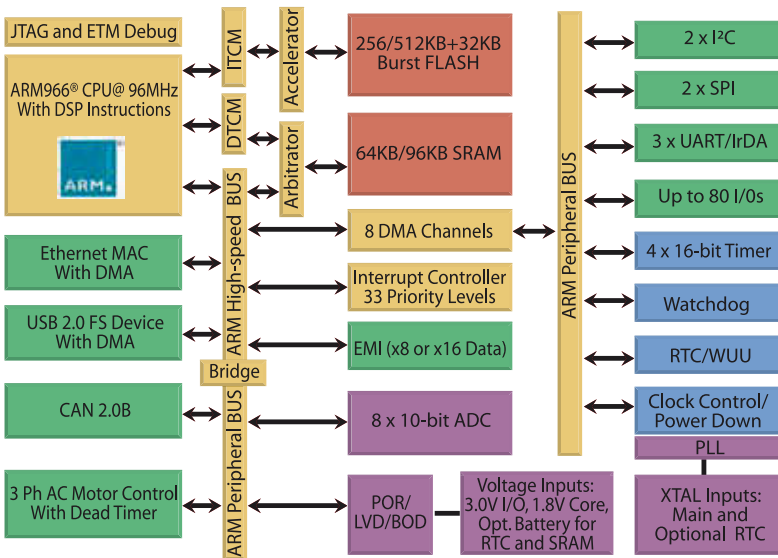 JTAG and ETM Debug
ARM966® CPU@ 96MHz
With DSP Instructions
ARM®
Ethernet MAC
With DMA
USB 2.0 FS Device
With DMA
CAN 2.0B
3 Ph AC Motor Control
With Dead Timer
ITCM
DTCM
ARM High-speed BUS
Bridge
ARM Peripheral BUS
Accelerator
Arbitrator
256/512KB+32KB
Burst FLASH
64KB/96KB SRAM
8 DMA Channels
Interrupt Controller
33 Priority Levels
EMI (x8 or x16 Data)
8 x 10-bit ADC
POR/
LVD/BOD
Voltage Inputs:
3.0V I/O, 1.8V Core,
Opt. Battery for
RTC and SRAM
ARM Peripheral BUS
2 x I²C
2 x SPI
3 x UART/IrDA
Up to 80 I/0s
4 x 16-bit Timer
Watchdog
RTC/WUU
Clock Control/
Power Down
PLL
XTAL Inputs:
Main and
Optional RTC